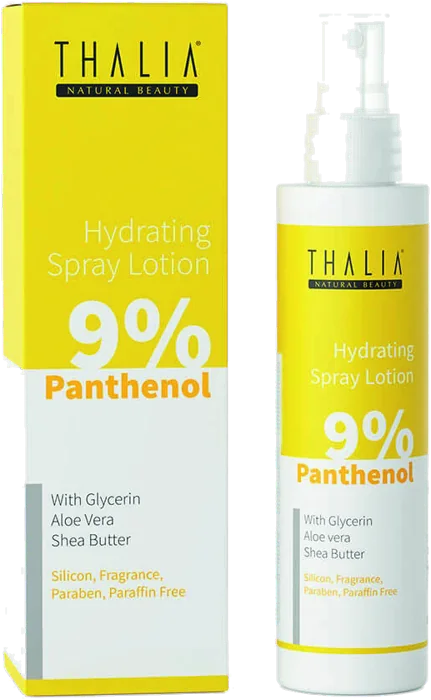 THALIA®
NATURAL BEAUTY
Hydrating
Spray Lotion
9%
Panthenol
With Glycerin
Aloe Vera
Shea Butter
Silicon, Fragrance,
Paraben, Paraffin Free
THALIA®
NATURAL BEAUTY
Hydrating
Spray Lotion
9%
Panthenol
With Glycerin
Aloe vera
Shea Butter
Silicon, Fragrance,
Paraben, Paraffin Free